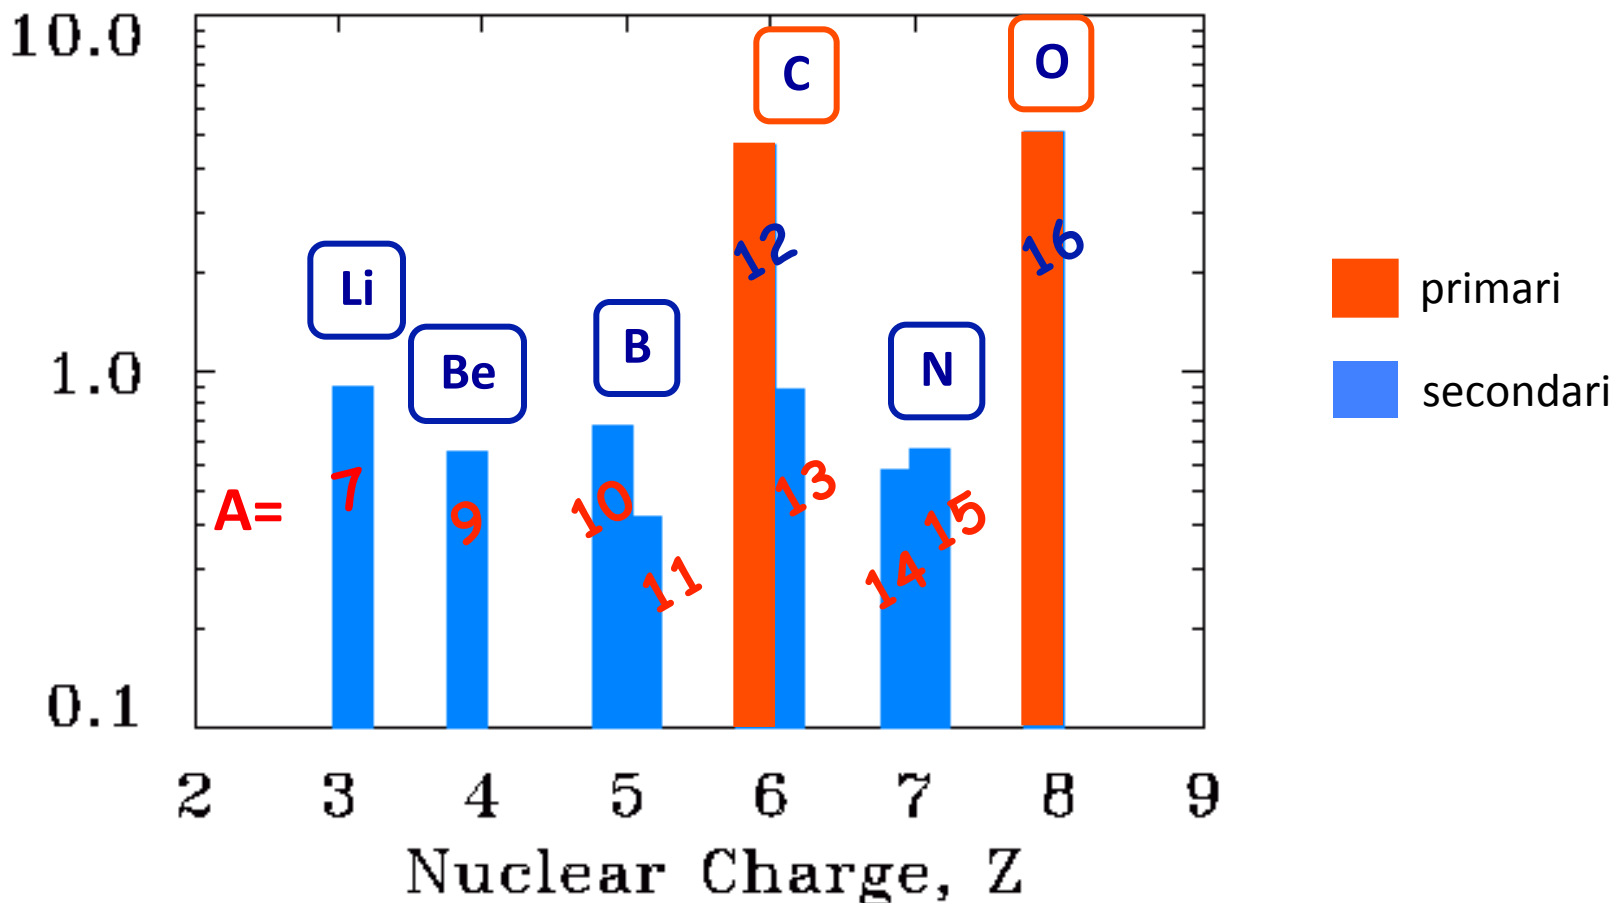 10.0
C
O
12
16
Li
primari
B
Be
N
1.0
secondari
7
13
10
A=
9
15
11
14
0.1
2 3 4 5 6 7 8 9
Nuclear Charge, Z